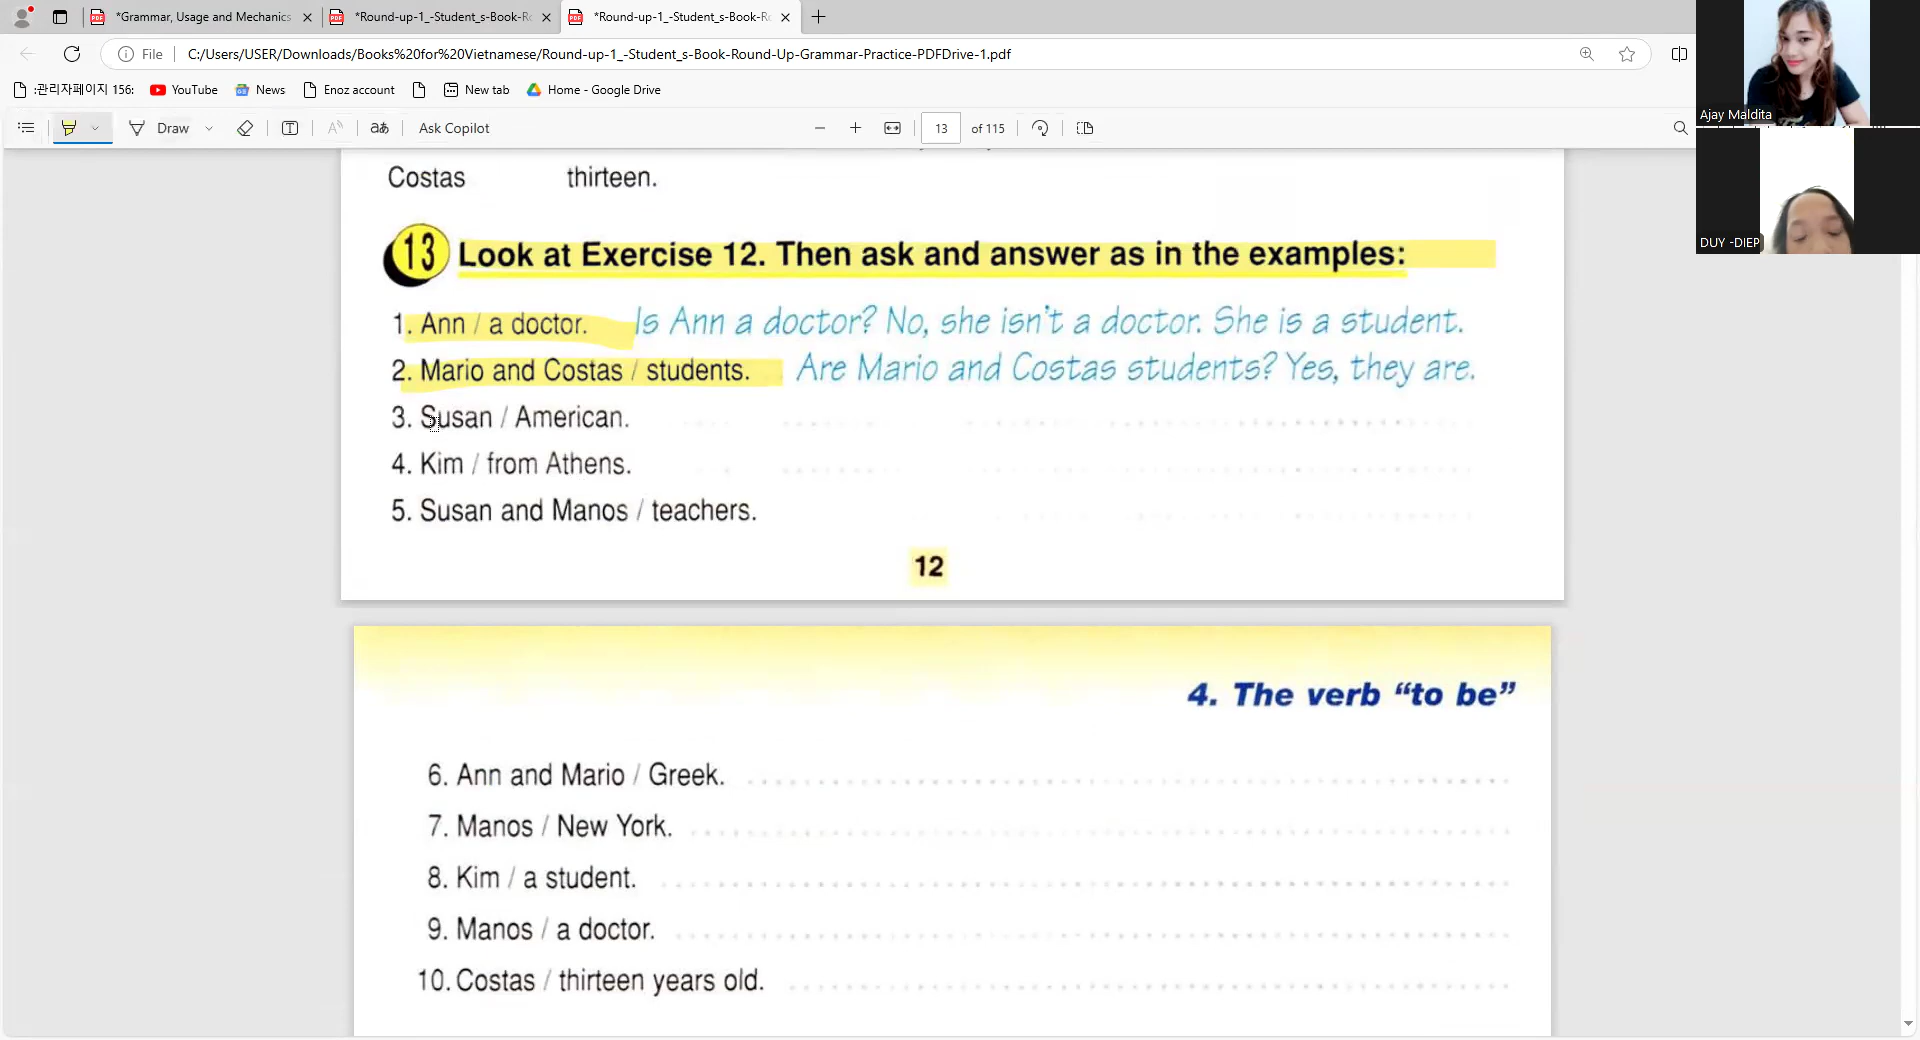 *Grammar, Usage and Mechanics
*Round-up-1_-Student_s-Book-R
*Round-up-1_-Student_s-Book-R
File C:/Users/USER/Downloads/Books%20for%20Vietnamese/Round-up-1_-Student_s-Book-Round-Up-Grammar-Practice-PDFDrive-1.pdf
:관리자페이지 156: YouTube News Enoz account New tab Home - Google Drive
Draw aあ Ask Copilot 13 of 115
Ajay Maldita
DUY -DIEP
Costas thirteen.
13 Look at Exercise 12. Then ask and answer as in the examples:
1. Ann / a doctor. Is Ann a doctor? No, she isn't a doctor. She is a student.
2. Mario and Costas / students. Are Mario and Costas students? Yes, they are.
3. Susan / American.
4. Kim / from Athens.
5. Susan and Manos / teachers.
12
4. The verb “to be”
6. Ann and Mario / Greek.
7. Manos / New York.
8. Kim / a student.
9. Manos / a doctor.
10. Costas / thirteen years old.